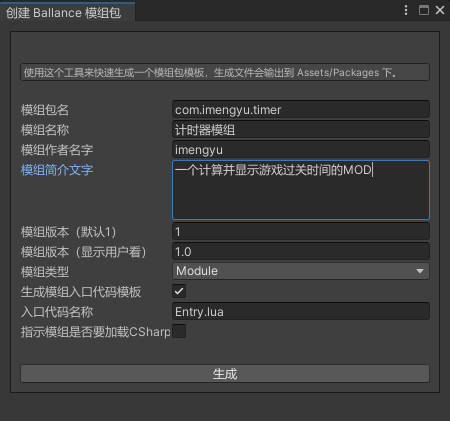 创建 Ballance 模组包
使用这个工具来快速生成一个模组包模板，生成文件会输出到 Assets/Packages 下。
模组包名 com.imengyu.timer
模组名称 计时器模组
模组作者名字 imengyu
模组简介文字 一个计算并显示游戏过关时间的MOD
模组版本（默认1） 1
模组版本（显示用户看） 1.0
模组类型 Module
生成模组入口代码模板
入口代码名称 Entry.lua
指示模组是否要加载CSharp
生成